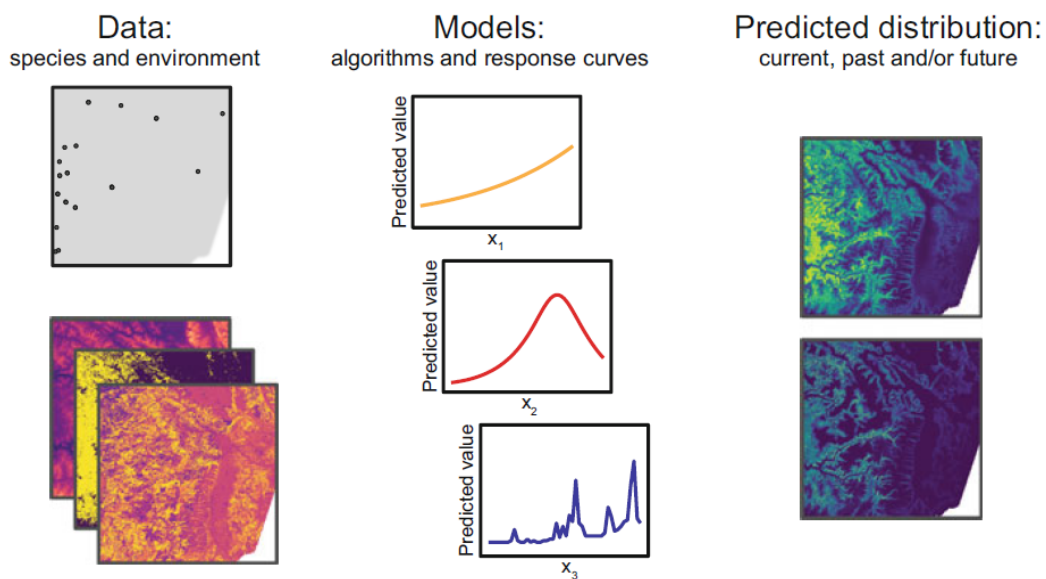 Data:
species and environment
Models:
algorithms and response curves
Predicted distribution:
current, past and/or future
Predicted value
x1
Predicted value
x2
Predicted value
x3